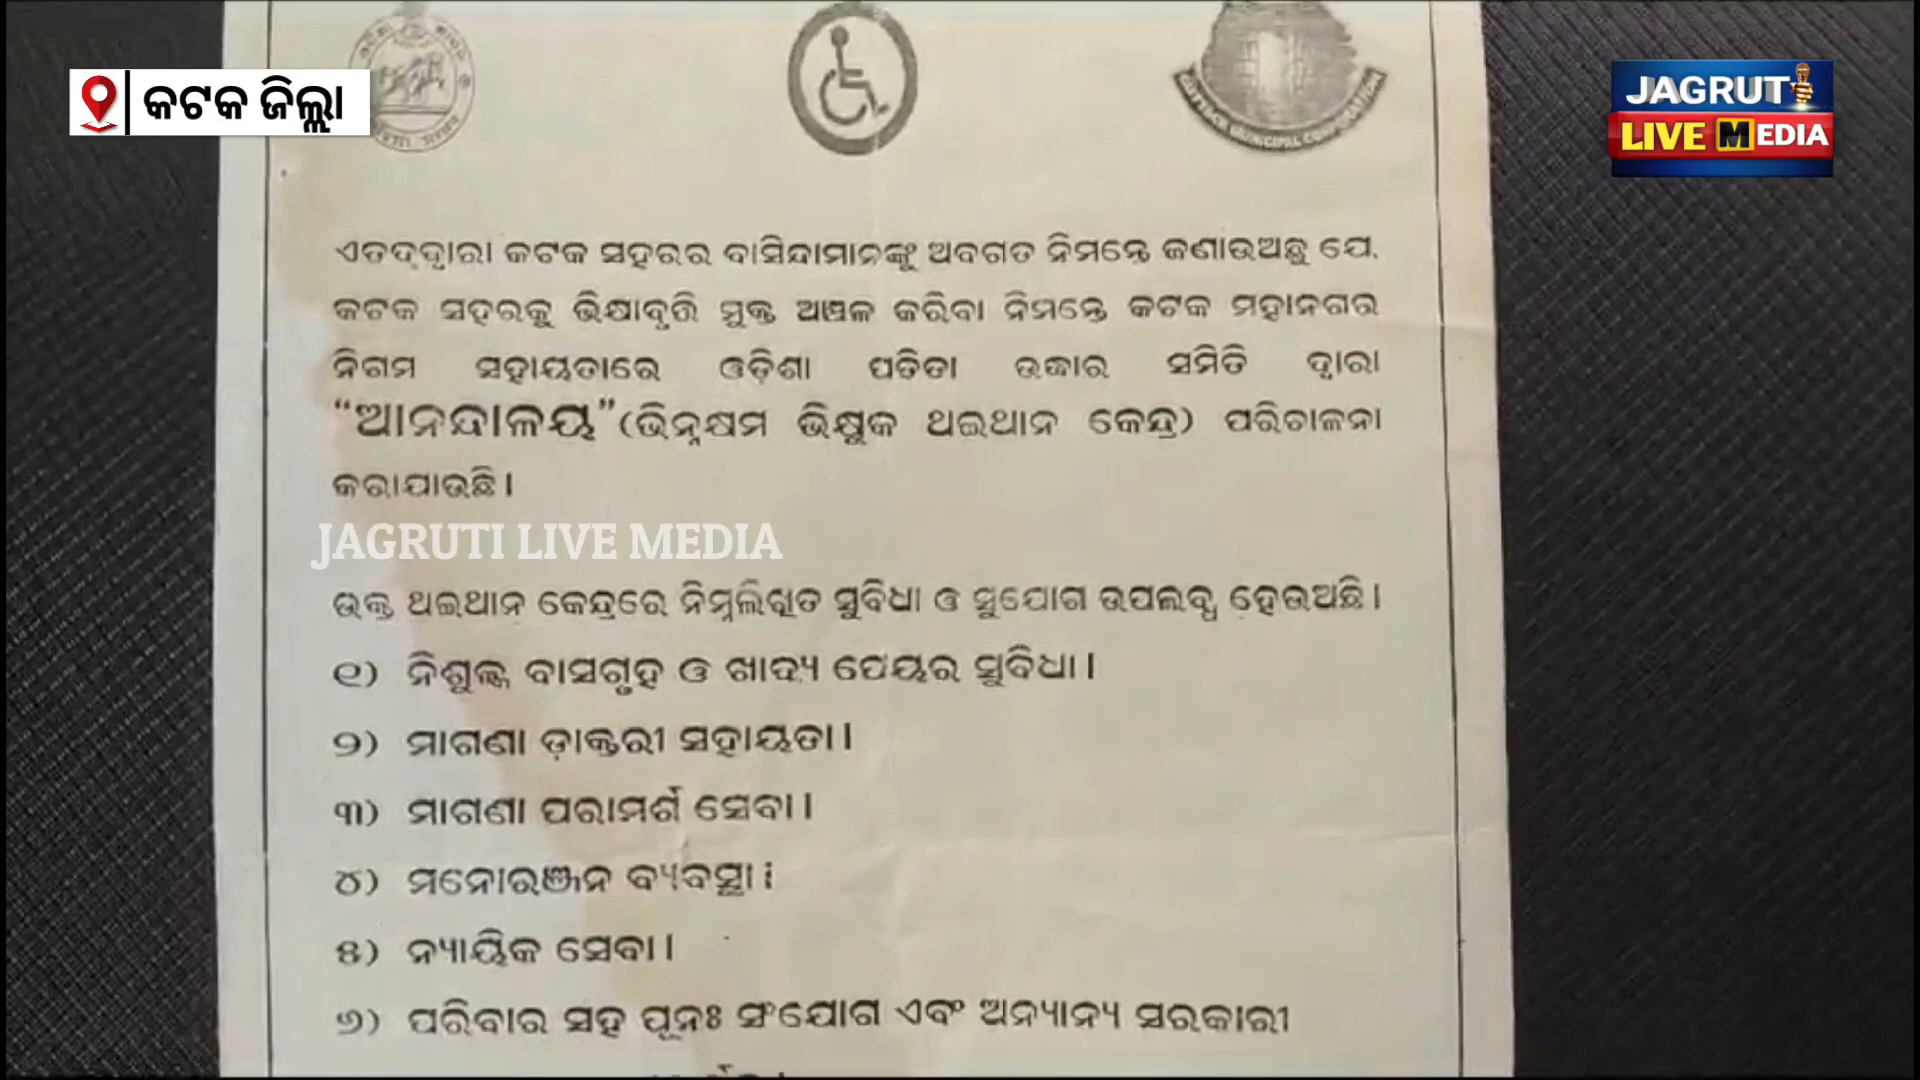 କଟକ ଜିଲ୍ଲା
JAGRUTI
LIVE MEDIA
CUTTACK MUNICIPAL CORPORATION
ଏତଦ୍‌ଦ୍ୱାରା କଟକ ସହରର ବାସିନ୍ଦାମାନଙ୍କୁ ଅବଗତ ନିମନ୍ତେ ଜଣାଉଅଛୁ ଯେ,
କଟକ ସହରକୁ ଭିକ୍ଷାବୃତ୍ତି ମୁକ୍ତ ଅଞ୍ଚଳ କରିବା ନିମନ୍ତେ କଟକ ମହାନଗର
ନିଗମ ସହାୟତାରେ ଓଡ଼ିଶା ପତିତା ଉଦ୍ଧାର ସମିତି ଦ୍ୱାରା
“ଆନନ୍ଦାଳୟ”(ଭିନ୍ନକ୍ଷମ ଭିକ୍ଷୁକ ଥଇଥାନ କେନ୍ଦ୍ର) ପରିଚାଳନା
କରାଯାଉଛି।
JAGRUTI LIVE MEDIA
ଉକ୍ତ ଥଇଥାନ କେନ୍ଦ୍ରରେ ନିମ୍ନଲିଖିତ ସୁବିଧା ଓ ସୁଯୋଗ ଉପଲବ୍ଧ ହେଉଅଛି।
୧) ନିଶୁଳ୍କ ବାସଗୃହ ଓ ଖାଦ୍ୟ ପେୟର ସୁବିଧା।
୨) ମାଗଣା ଡ଼ାକ୍ତରୀ ସହାୟତା।
୩) ମାଗଣା ପରାମର୍ଶ ସେବା।
୪) ମନୋରଞ୍ଜନ ବ୍ୟବସ୍ଥା।
୫) ନ୍ୟାୟିକ ସେବା।
୬) ପରିବାର ସହ ପୂନଃ ସଂଯୋଗ ଏବଂ ଅନ୍ୟାନ୍ୟ ସରକାରୀ